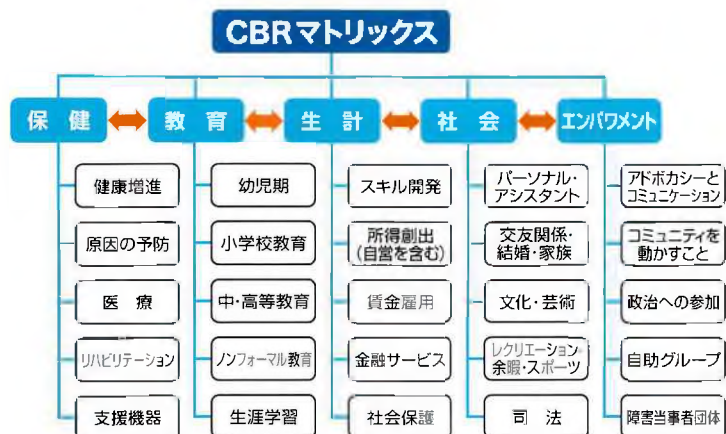 CBRマトリックス
保健
教育
生計
社会
エンパワメント
健康増進
幼児期
スキル開発
パーソナル・
アシスタント
アドボカシーと
コミュニケーション
原因の予防
小学校教育
所得創出
(自営を含む)
交友関係・
結婚・家族
コミュニティを
動かすこと
医療
中・高等教育
賃金雇用
文化・芸術
政治への参加
リハビリテーション
ノンフォーマル教育
金融サービス
レクリエーション・
余暇・スポーツ
自助グループ
支援機器
生涯学習
社会保護
司法
障害当事者団体